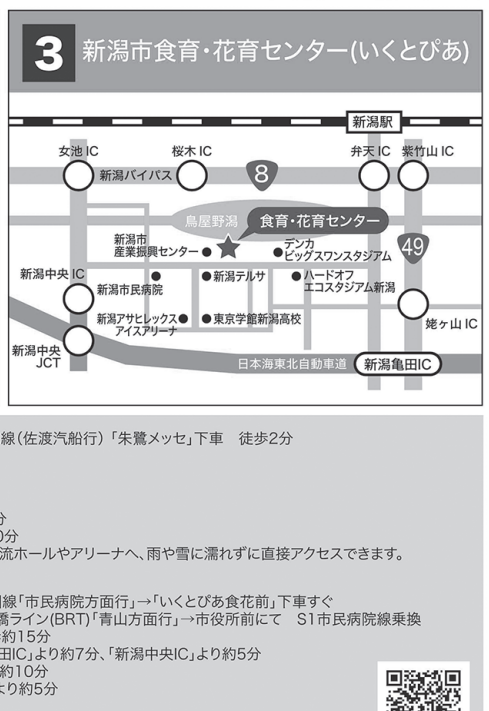 3 新潟市食育・花育センター(いくとぴあ)
新潟駅
女池 IC
桜木 IC
弁天 IC
紫竹山 IC
新潟バイパス
8
鳥屋野潟
食育・花育センター
新潟市
産業振興センター
デンカ
ビッグスワンスタジアム
49
新潟中央 IC
新潟市民病院
新潟テルサ
ハードオフ
エコスタジアム新潟
新潟アサヒレックス
アイスアリーナ
東京学館新潟高校
姥ヶ山 IC
新潟中央
JCT
日本海東北自動車道
新潟亀田IC
線(佐渡汽船行)「朱鷺メッセ」下車 徒歩2分
分
0分
流ホールやアリーナへ、雨や雪に濡れずに直接アクセスできます。
線「市民病院方面行」→「いくとぴあ食花前」下車すぐ
橋ライン(BRT)「青山方面行」→市役所前にて S1市民病院線乗換
約15分
田IC」より約7分、「新潟中央IC」より約5分
約10分
より約5分